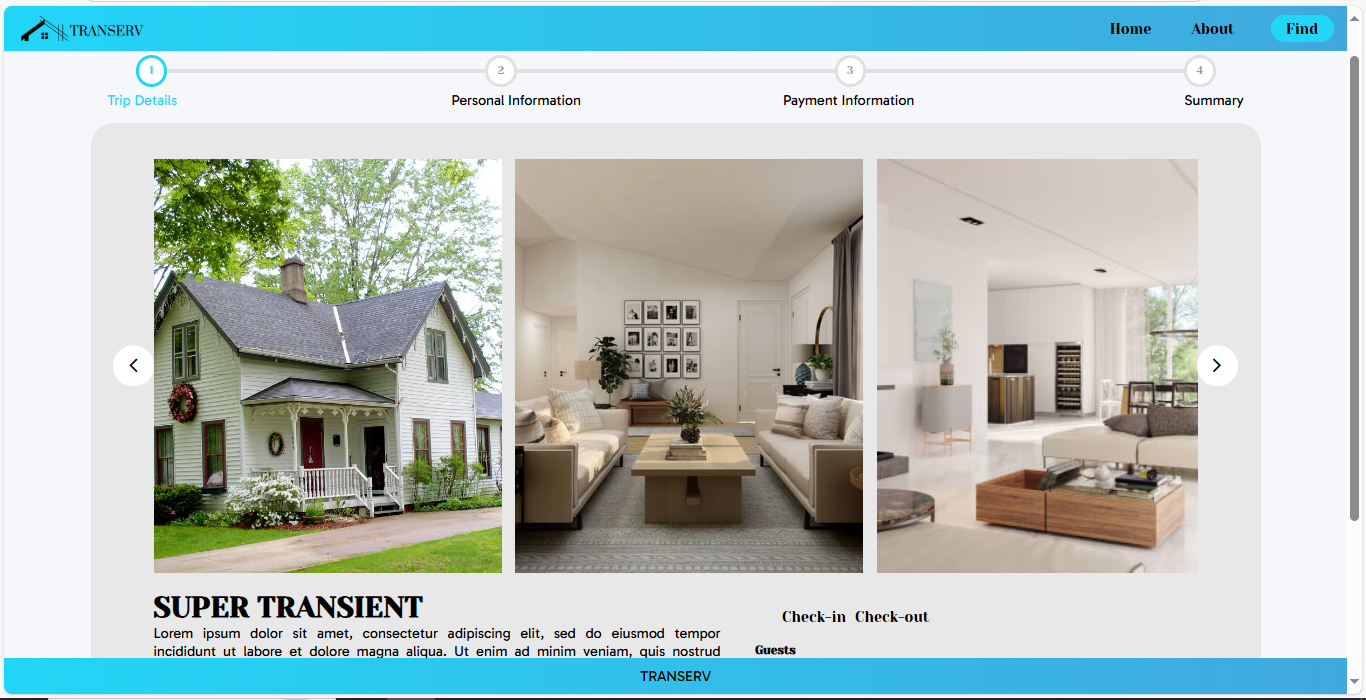 TRANSERV
Home About Find
1 2 3 4
Trip Details Personal Information Payment Information Summary
SUPER TRANSIENT
Lorem ipsum dolor sit amet, consectetur adipiscing elit, sed do eiusmod tempor
incididunt ut labore et dolore magna aliqua. Ut enim ad minim veniam, quis nostrud
Check-in Check-out
Guests
TRANSERV